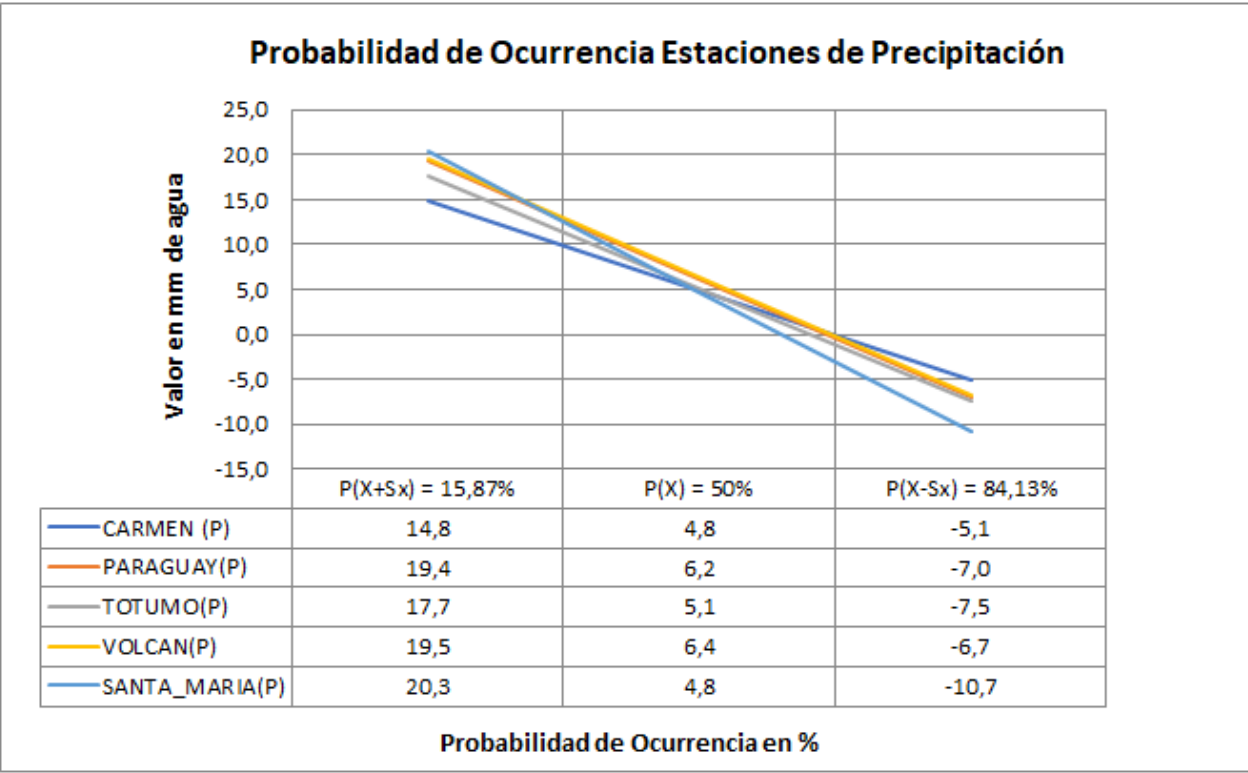 Probabilidad de Ocurrencia Estaciones de Precipitación
Valor en mm de agua
25,0
20,0
15,0
10,0
5,0
0,0
-5,0
-10,0
-15,0
P(X+Sx) = 15,87% P(X) = 50% P(X-Sx) = 84,13%
CARMEN (P) 14,8 4,8 -5,1
PARAGUAY(P) 19,4 6,2 -7,0
TOTUMO(P) 17,7 5,1 -7,5
VOLCAN(P) 19,5 6,4 -6,7
SANTA_MARIA(P) 20,3 4,8 -10,7
Probabilidad de Ocurrencia en %